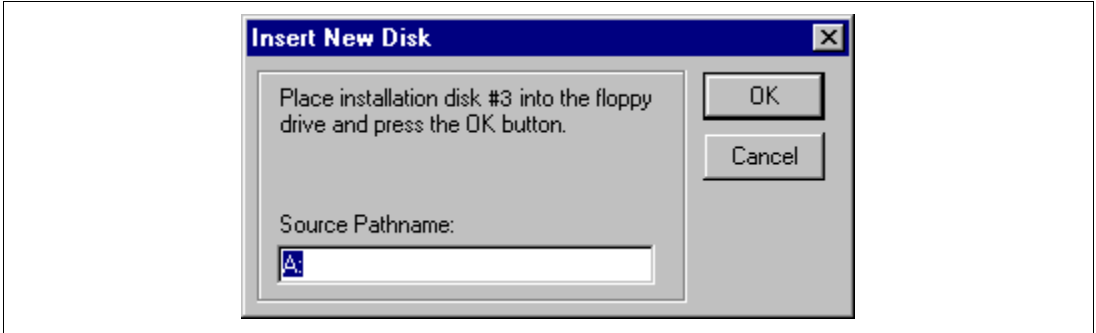 Insert New Disk
Place installation disk #3 into the floppy
drive and press the OK button.
OK
Cancel
Source Pathname:
A: